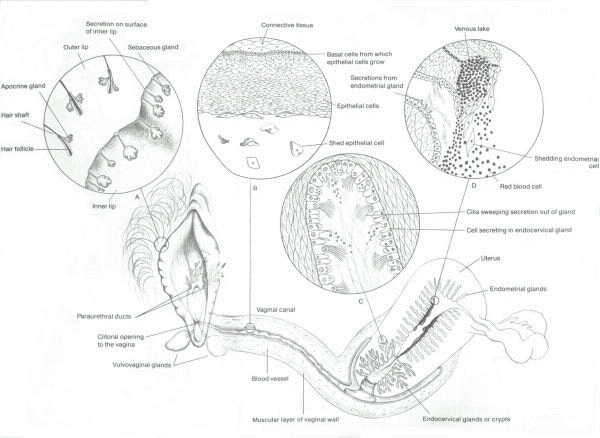 Secretion on surface
of inner lip
Outer lip
Sebaceous gland
Apocrine gland
Hair shaft
Hair follicle
Inner lip
A
Connective tissue
Basal cells from which
epithelial cells grow
Epithelial cells
Shed epithelial cell
B
Venous lake
Secretions from
endometrial gland
Shedding endometrial
cell
Red blood cell
D
Cilia sweeping secretion out of gland
Cell secreting in endocervical gland
C
Uterus
Endometrial glands
Paraurethral ducts
Clitoral opening
to the vagina
Vulvovaginal glands
Vaginal canal
Blood vessel
Muscular layer of vaginal wall
Endocervical glands or crypts